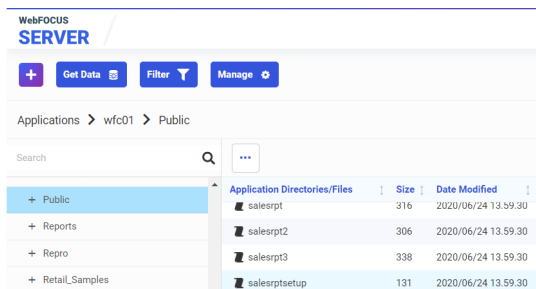 WebFOCUS
SERVER
+ Get Data Filter Manage
Applications > wfc01 > Public
Search ...
Application Directories/Files Size Date Modified
+ Public
salesrpt 316 2020/06/24 13.59.30
+ Reports
salesrpt2 306 2020/06/24 13.59.30
+ Repro
salesrpt3 338 2020/06/24 13.59.30
+ Retail_Samples
salesrptsetup 131 2020/06/24 13.59.30